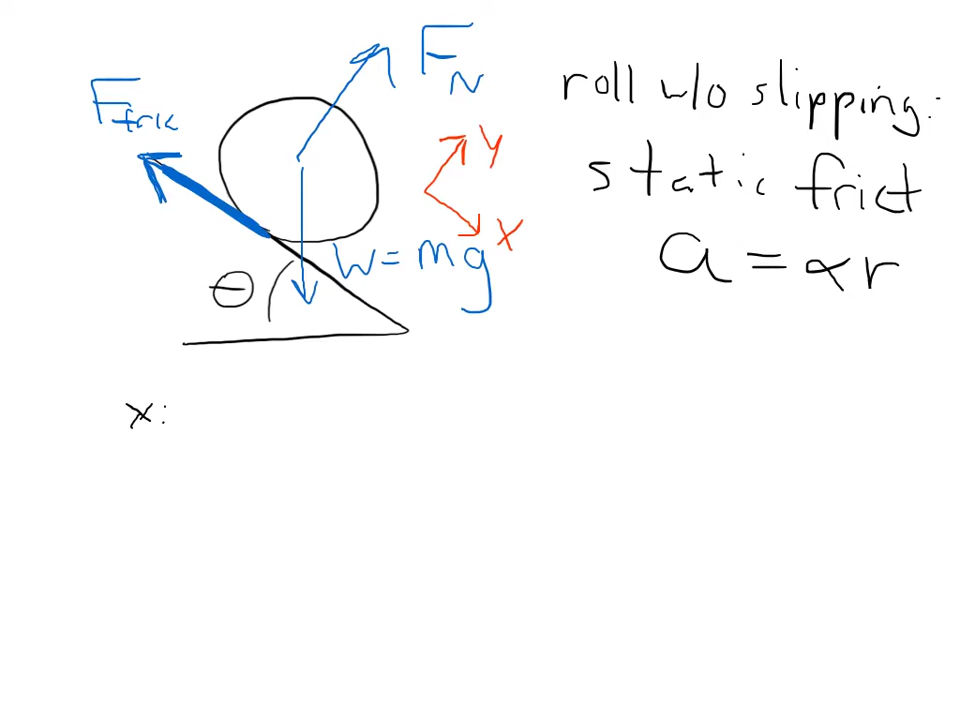 F_N
F_fric
y
x
W = mg
θ
roll w/o slipping:
static frict
a = αr
x: